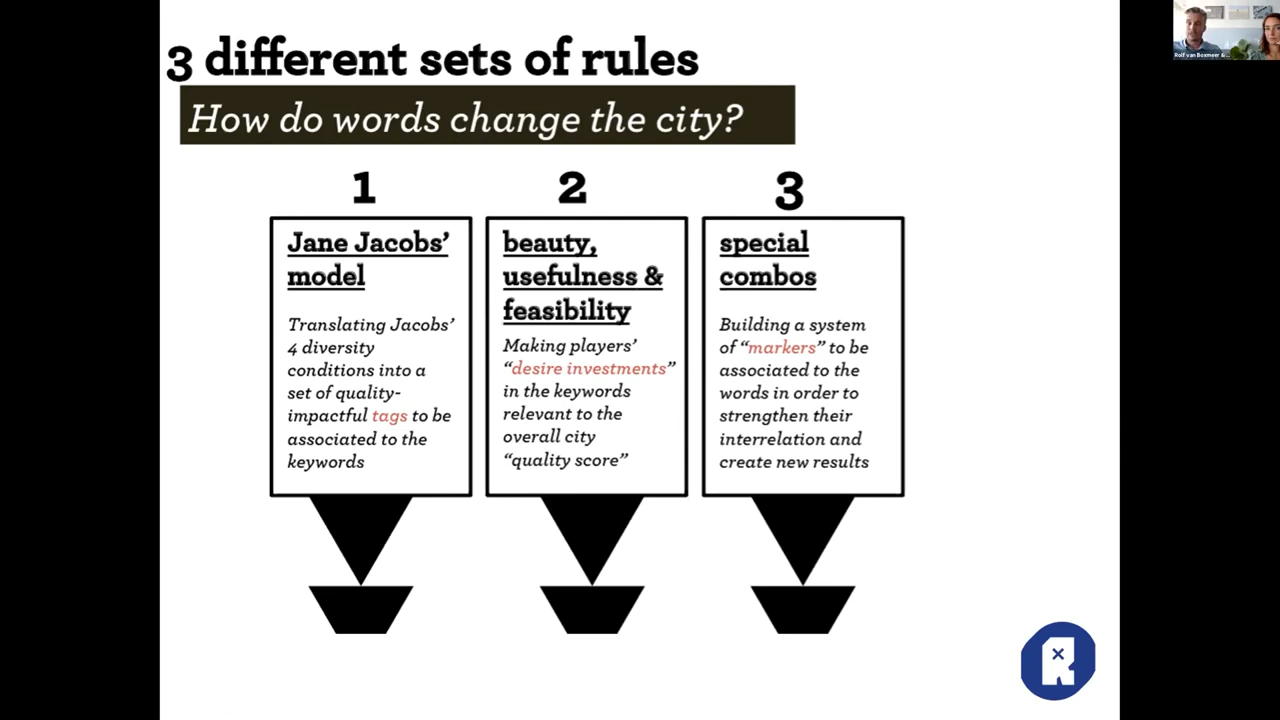 Rolf van Boxmeer &
3 different sets of rules
How do words change the city?
1
Jane Jacobs’
model
Translating Jacobs’
4 diversity
conditions into a
set of quality-
impactful tags to be
associated to the
keywords
2
beauty,
usefulness &
feasibility
Making players’
“desire investments”
in the keywords
relevant to the
overall city
“quality score”
3
special
combos
Building a system
of “markers” to be
associated to the
words in order to
strengthen their
interrelation and
create new results
R